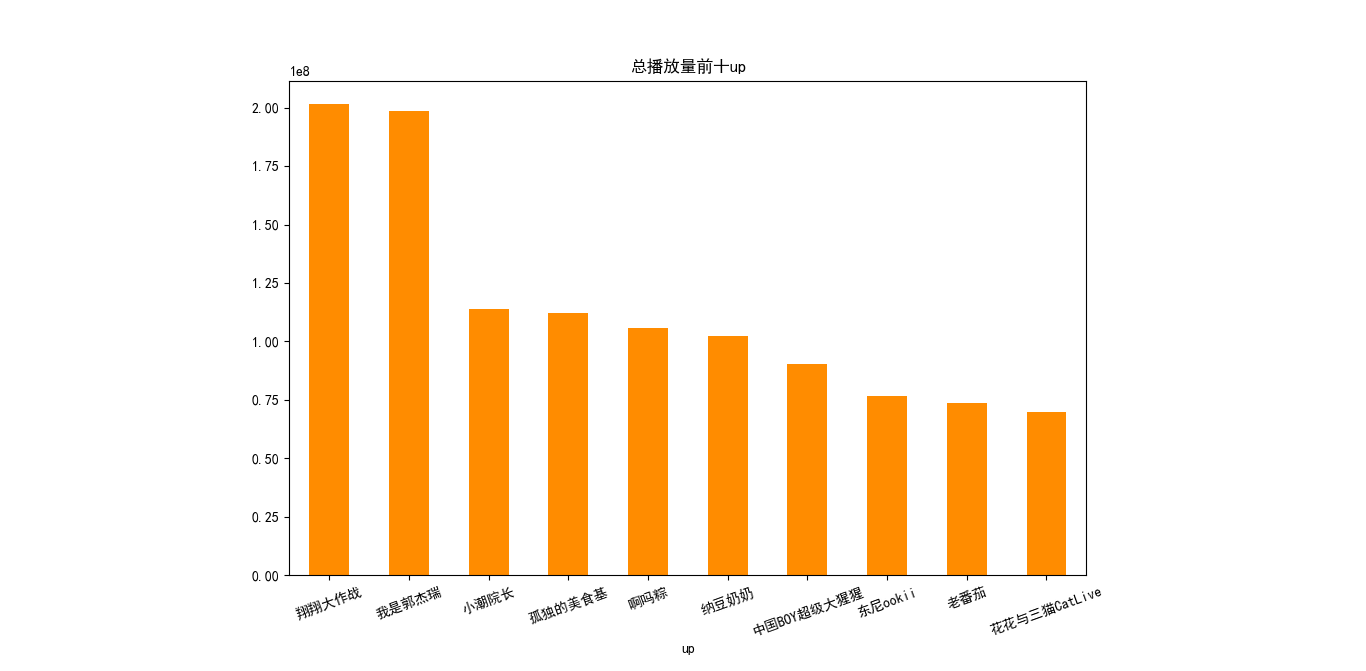 总播放量前十up
1e8
2.00
1.75
1.50
1.25
1.00
0.75
0.50
0.25
0.00
翔翔大作战
我是郭杰瑞
小潮院长
孤独的美食基
啊吗粽
纳豆奶奶
中国BOY超级大猩猩
东尼ookii
老番茄
花花与三猫CatLive
up